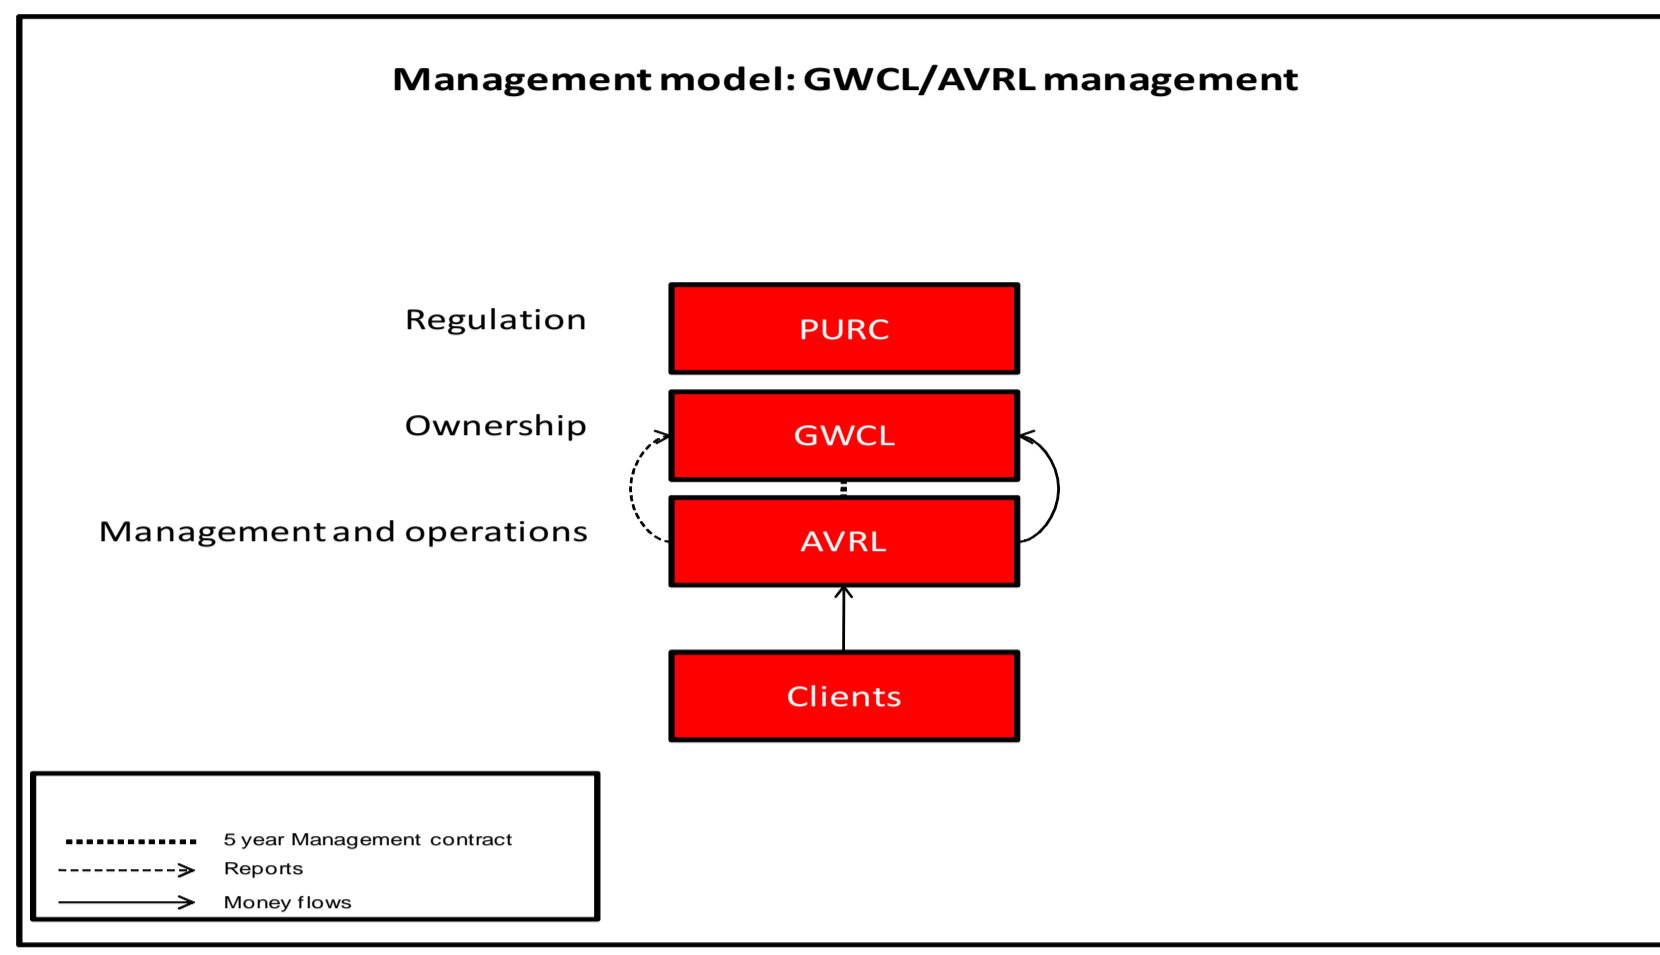 Management model: GWCL/AVRL management
Regulation
PURC
Ownership
GWCL
Management and operations
AVRL
Clients
5 year Management contract
Reports
Money flows